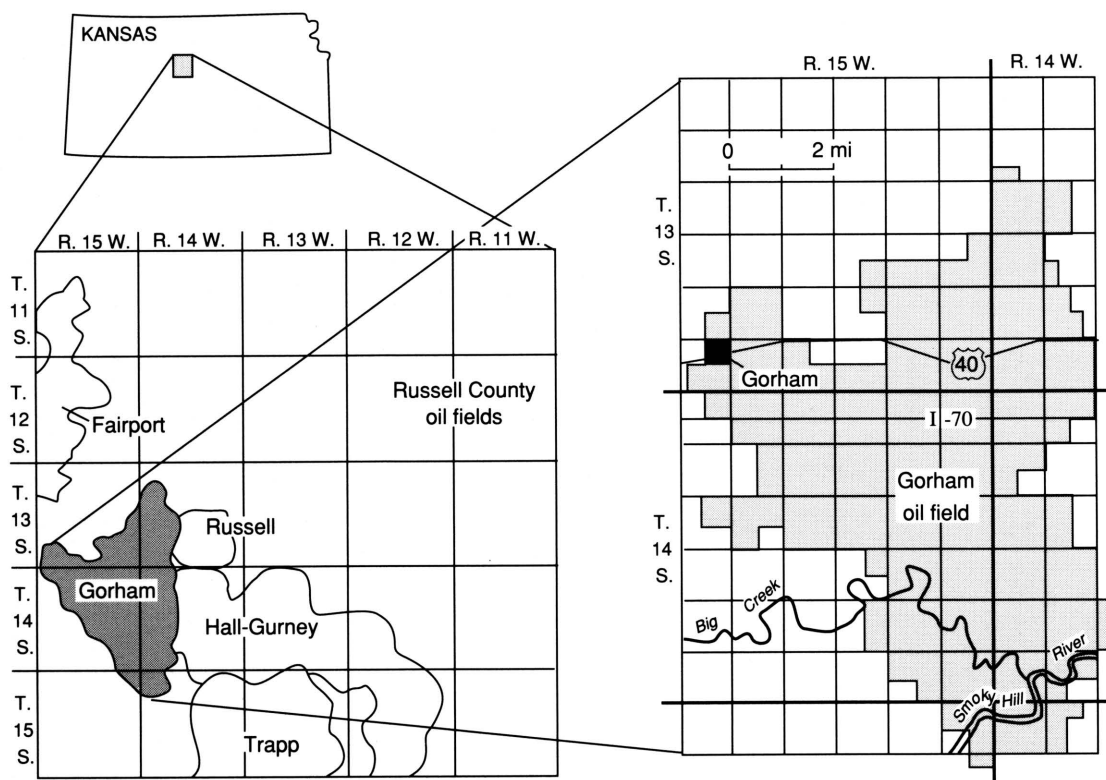 KANSAS
R. 15 W. R. 14 W. R. 13 W. R. 12 W. R. 11 W.
T.
11
S.
T.
12
S.
T.
13
S.
T.
14
S.
T.
15
S.
Fairport
Russell County
oil fields
Russell
Gorham
Hall-Gurney
Trapp
R. 15 W. R. 14 W.
0 2 mi
T.
13
S.
40
Gorham
I -70
Gorham
oil field
T.
14
S.
Big Creek
Smoky Hill River